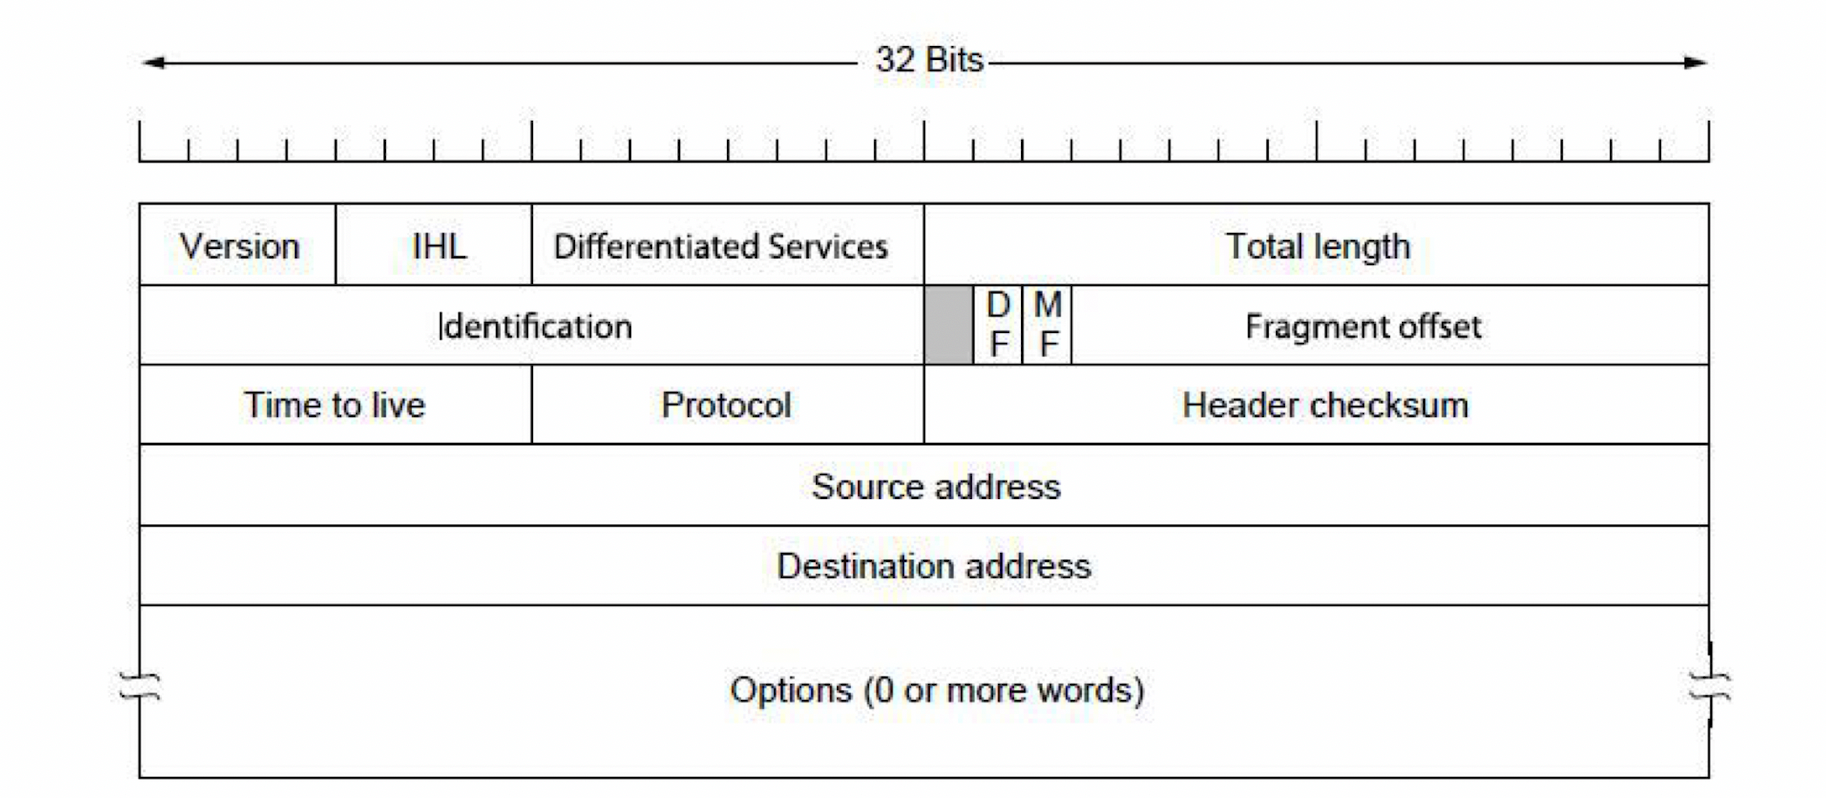 32 Bits
Version IHL Differentiated Services Total length
Identification D F M F Fragment offset
Time to live Protocol Header checksum
Source address
Destination address
Options (0 or more words)